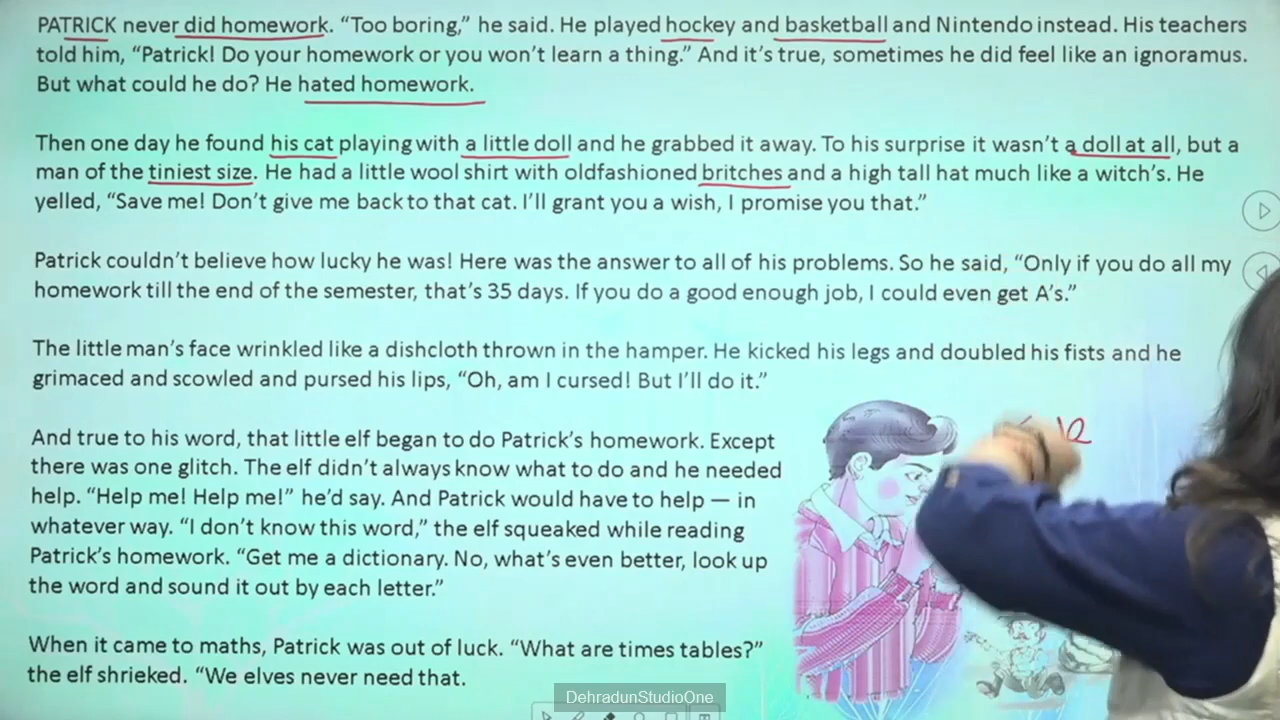 PATRICK never did homework. “Too boring,” he said. He played hockey and basketball and Nintendo instead. His teachers
told him, “Patrick! Do your homework or you won’t learn a thing.” And it’s true, sometimes he did feel like an ignoramus.
But what could he do? He hated homework.
Then one day he found his cat playing with a little doll and he grabbed it away. To his surprise it wasn’t a doll at all, but a
man of the tiniest size. He had a little wool shirt with oldfashioned britches and a high tall hat much like a witch’s. He
yelled, “Save me! Don’t give me back to that cat. I’ll grant you a wish, I promise you that.”
Patrick couldn’t believe how lucky he was! Here was the answer to all of his problems. So he said, “Only if you do all my
homework till the end of the semester, that’s 35 days. If you do a good enough job, I could even get A’s.”
The little man’s face wrinkled like a dishcloth thrown in the hamper. He kicked his legs and doubled his fists and he
grimaced and scowled and pursed his lips, “Oh, am I cursed! But I’ll do it.”
And true to his word, that little elf began to do Patrick’s homework. Except
there was one glitch. The elf didn’t always know what to do and he needed
help. “Help me! Help me!” he’d say. And Patrick would have to help — in
whatever way. “I don’t know this word,” the elf squeaked while reading
Patrick’s homework. “Get me a dictionary. No, what’s even better, look up
the word and sound it out by each letter.”
When it came to maths, Patrick was out of luck. “What are times tables?”
the elf shrieked. “We elves never need that.
DehradunStudioOne